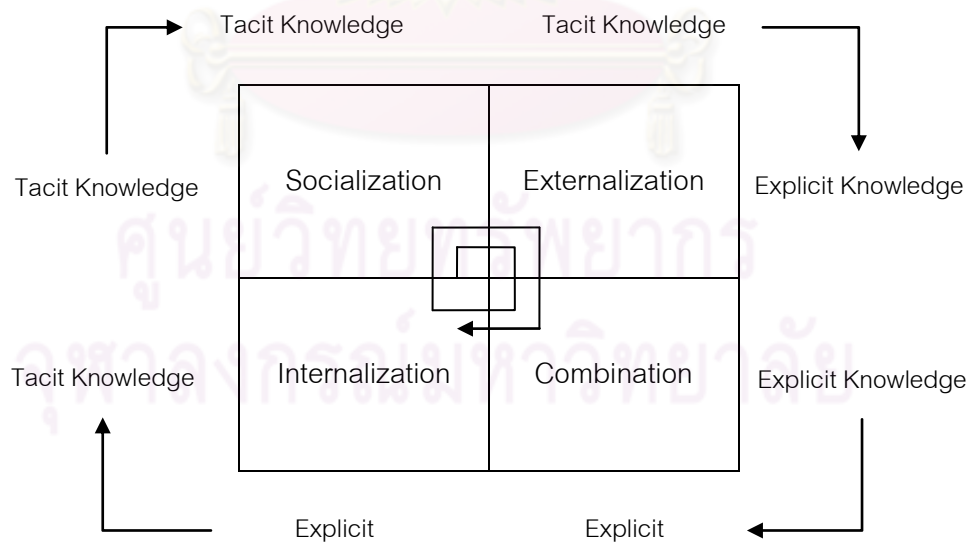 Tacit Knowledge Tacit Knowledge
Tacit Knowledge Socialization Externalization Explicit Knowledge
ศูนย์วิทยทรัพยากร
จุฬาลงกรณ์มหาวิทยาลัย
Tacit Knowledge Internalization Combination Explicit Knowledge
Explicit Explicit